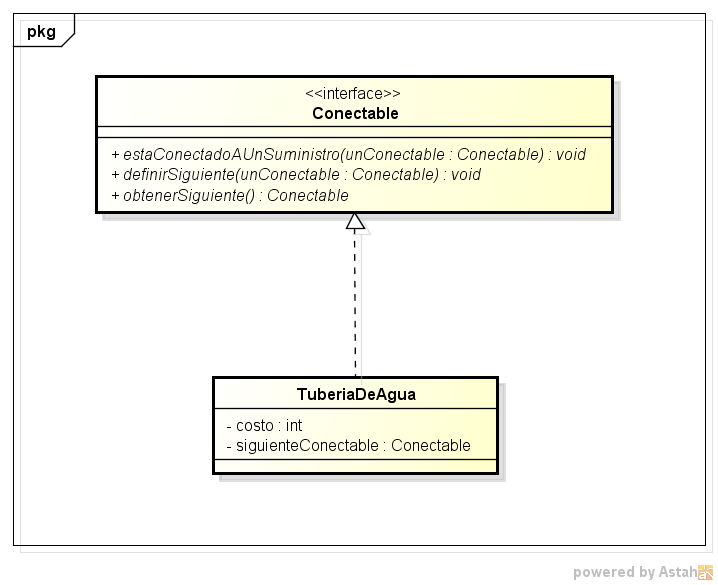 pkg
<<interface>>
Conectable
+ estaConectadoAUnSuministro(unConectable : Conectable) : void
+ definirSiguiente(unConectable : Conectable) : void
+ obtenerSiguiente() : Conectable
TuberiaDeAgua
- costo : int
- siguienteConectable : Conectable
powered by Astah